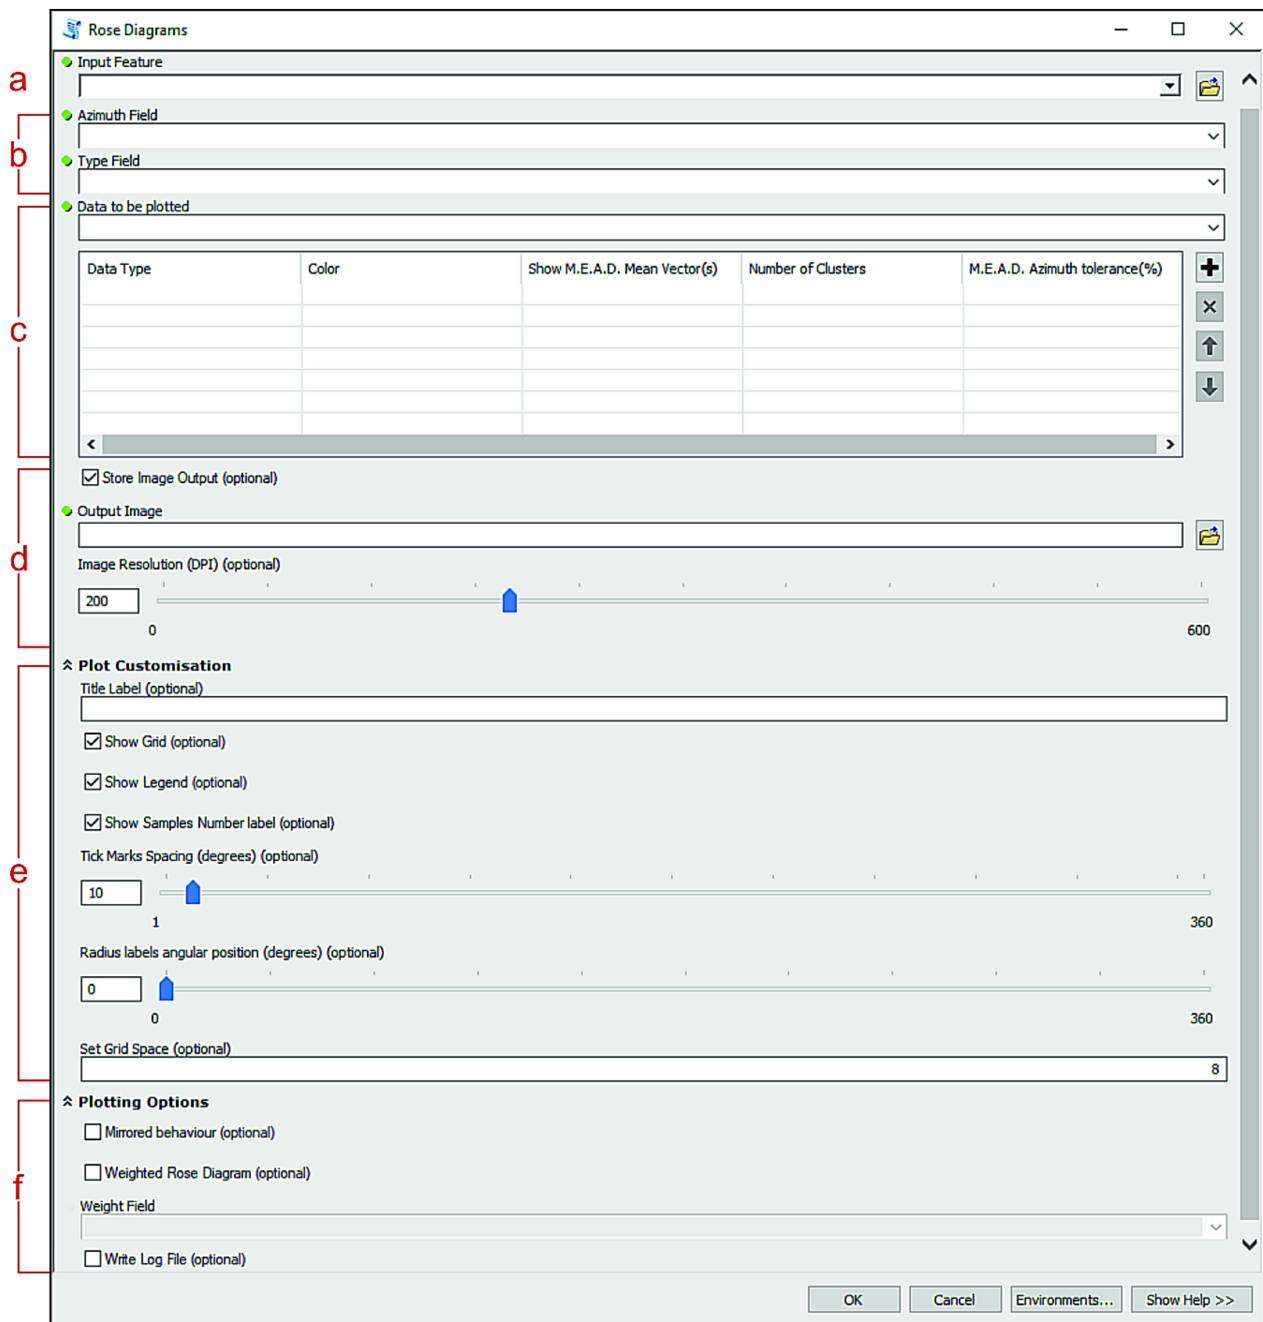 Rose Diagrams
a
Input Feature
b
Azimuth Field
Type Field
c
Data to be plotted
Data Type Color Show M.E.A.D. Mean Vector(s) Number of Clusters M.E.A.D. Azimuth tolerance(%)
d
Store Image Output (optional)
Output Image
Image Resolution (DPI) (optional)
200
0 600
e
Plot Customisation
Title Label (optional)
Show Grid (optional)
Show Legend (optional)
Show Samples Number label (optional)
Tick Marks Spacing (degrees) (optional)
10
1 360
Radius labels angular position (degrees) (optional)
0
0 360
Set Grid Space (optional)
8
f
Plotting Options
Mirrored behaviour (optional)
Weighted Rose Diagram (optional)
Weight Field
Write Log File (optional)
OK Cancel Environments... Show Help >>